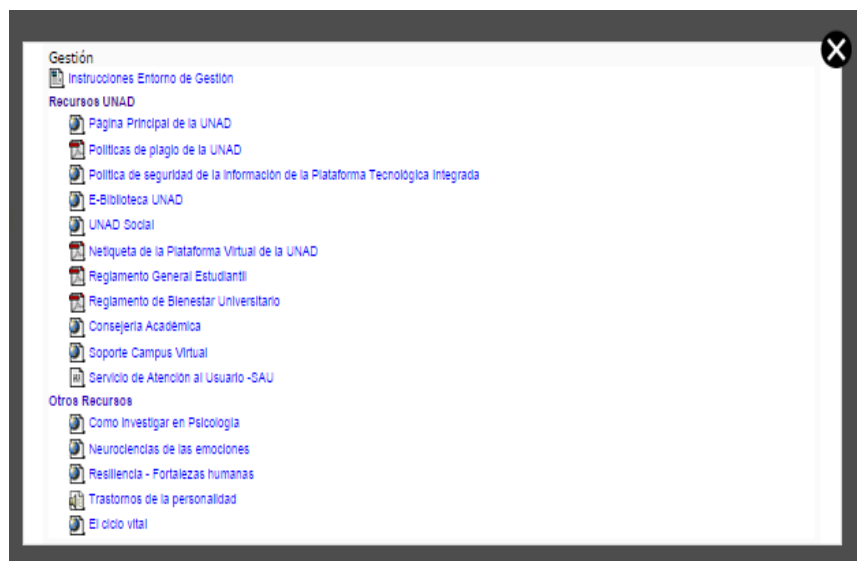 Gestión
Instrucciones Entorno de Gestión
Recursos UNAD
Página Principal de la UNAD
Políticas de plagio de la UNAD
Política de seguridad de la información de la Plataforma Tecnológica Integrada
E-Biblioteca UNAD
UNAD Social
Netiqueta de la Plataforma Virtual de la UNAD
Reglamento General Estudiantil
Reglamento de Bienestar Universitario
Consejería Académica
Soporte Campus Virtual
Servicio de Atención al Usuario -SAU
Otros Recursos
Como investigar en Psicología
Neurociencias de las emociones
Resiliencia - Fortalezas humanas
Trastornos de la personalidad
El ciclo vital